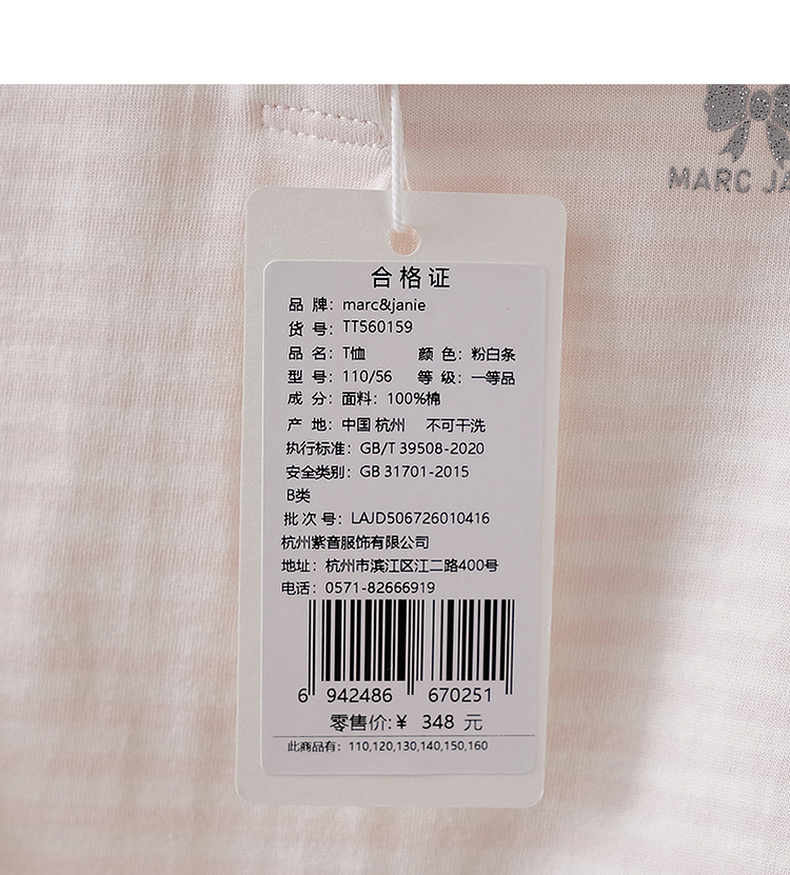 MARC JA
合格证
品 牌：marc&janie
货 号：TT560159
品 名：T恤 颜 色：粉白条
型 号：110/56 等 级：一等品
成 分：面料：100%棉
产 地：中国 杭州 不可干洗
执行标准：GB/T 39508-2020
安全类别：GB 31701-2015
B类
批 次 号：LAJD506726010416
杭州紫音服饰有限公司
地址：杭州市滨江区江二路400号
电话：0571-82666919
6 942486 670251
零售价:￥ 348 元
此商品有：110,120,130,140,150,160